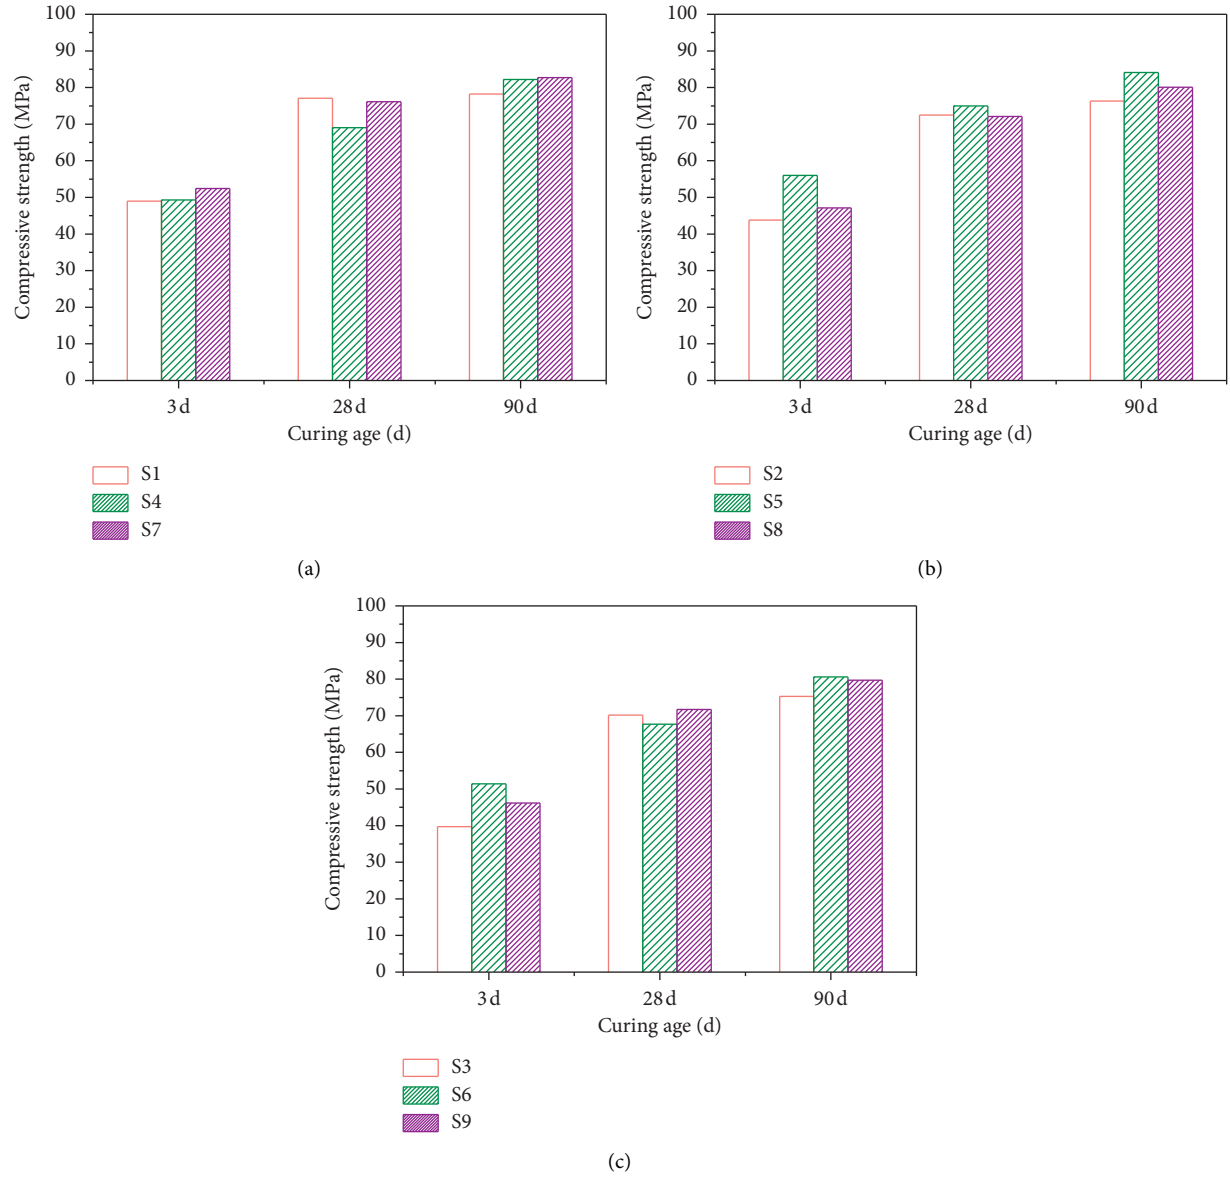 100
90
80
70
60
50
40
30
20
10
0
Compressive strength (MPa)
3 d
28 d
90 d
Curing age (d)
S1
S4
S7
(a)
100
90
80
70
60
50
40
30
20
10
0
Compressive strength (MPa)
3 d
28 d
90 d
Curing age (d)
S2
S5
S8
(b)
100
90
80
70
60
50
40
30
20
10
0
Compressive strength (MPa)
3 d
28 d
90 d
Curing age (d)
S3
S6
S9
(c)